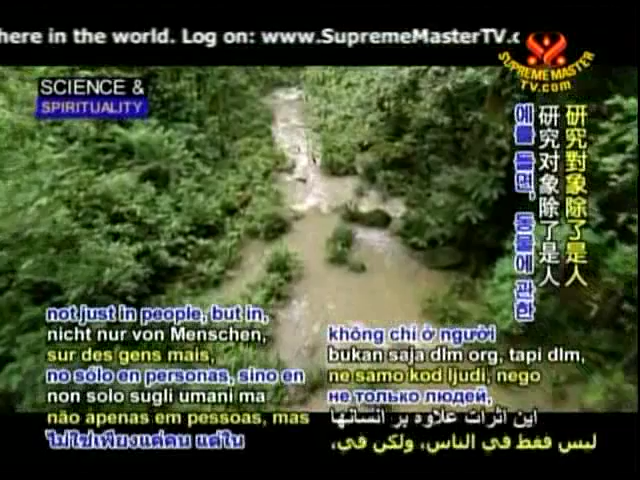 here in the world. Log on: www.SupremeMasterTV.c
SUPREME MASTER
TV.com
SCIENCE &
SPIRITUALITY
研究對象除了是人
研究对象除了是人
예를 들면, 동물에 관한
not just in people, but in,
nicht nur von Menschen,
sur des gens mais,
no sólo en personas, sino en
non solo sugli umani ma
não apenas em pessoas, mas
ไม่ใช่เพียงแต่คน แต่ใน
không chỉ ở người
bukan saja dlm org, tapi dlm,
ne samo kod ljudi, nego
не только людей,
این اثرات علاوه بر انسانها
ليس فقط في الناس، ولكن في،